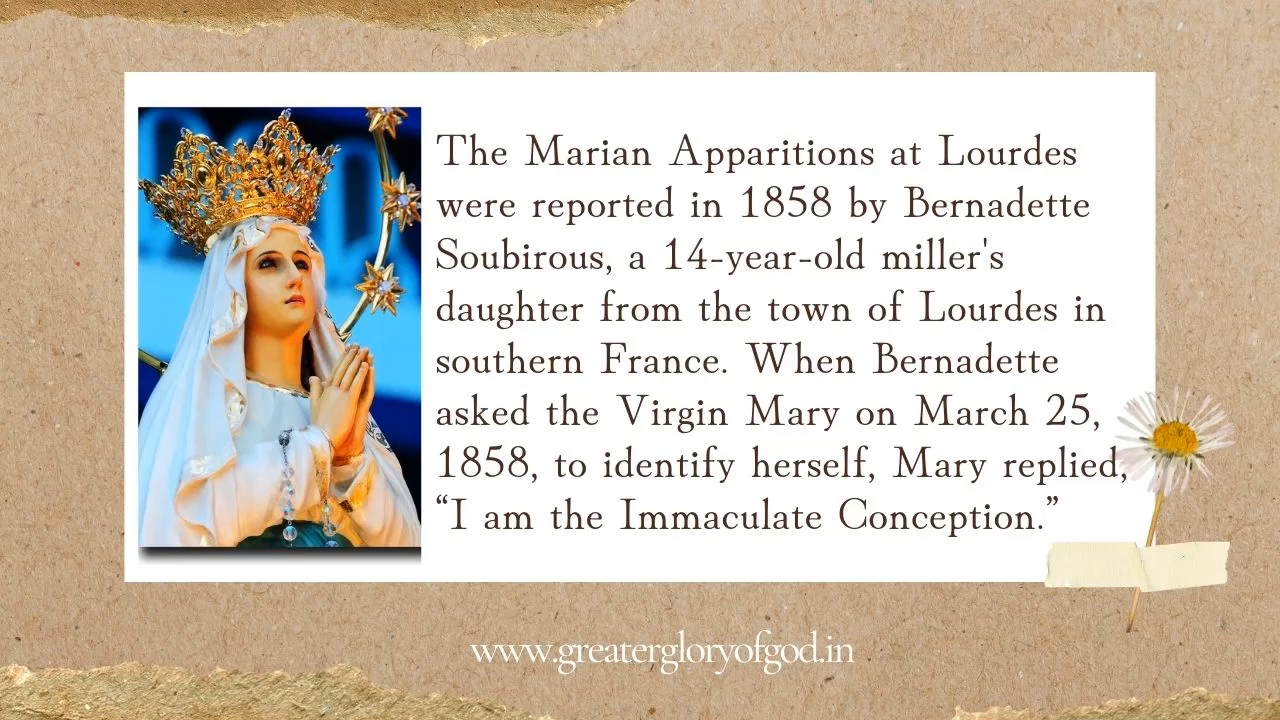 The Marian Apparitions at Lourdes
were reported in 1858 by Bernadette
Soubirous, a 14-year-old miller's
daughter from the town of Lourdes in
southern France. When Bernadette
asked the Virgin Mary on March 25,
1858, to identify herself, Mary replied,
“I am the Immaculate Conception.”
www.greatergloryofgod.in